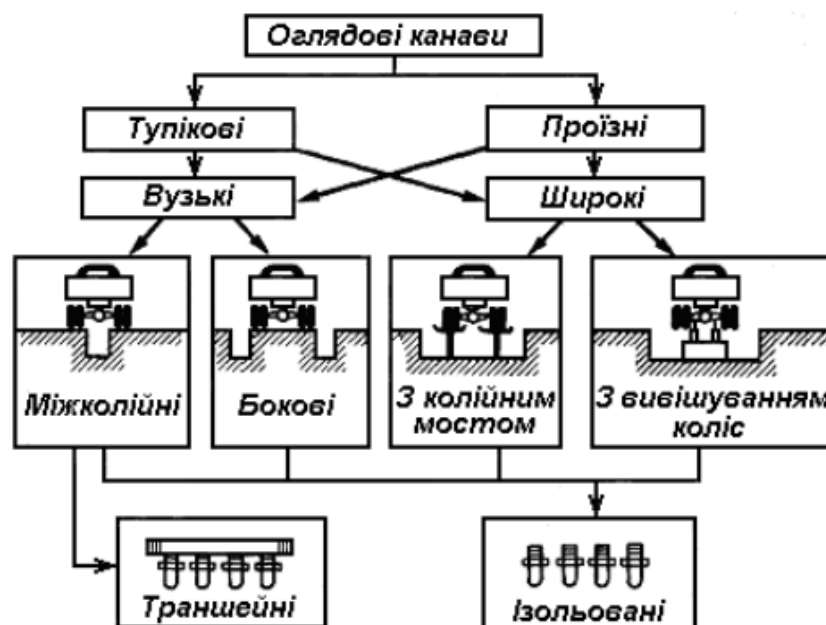 Оглядові канави
Тупікові
Проїзні
Вузькі
Широкі
Міжколійні
Бокові
З колійним
мостом
З вивішуванням
коліс
Траншейні
Ізольовані